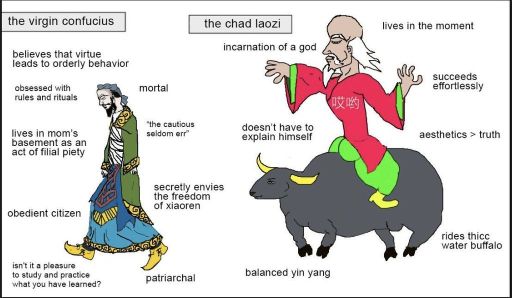 the virgin confucius
believes that virtue
leads to orderly behavior
obsessed with
rules and rituals
mortal
"the cautious
seldom err"
lives in mom's
basement as an
act of filial piety
secretly envies
the freedom
of xiaoren
obedient citizen
isn't it a pleasure
to study and practice
what you have learned?
patriarchal
the chad laozi
lives in the moment
incarnation of a god
succeeds
effortlessly
哎哟
doesn't have to
explain himself
aesthetics > truth
rides thicc
water buffalo
balanced yin yang